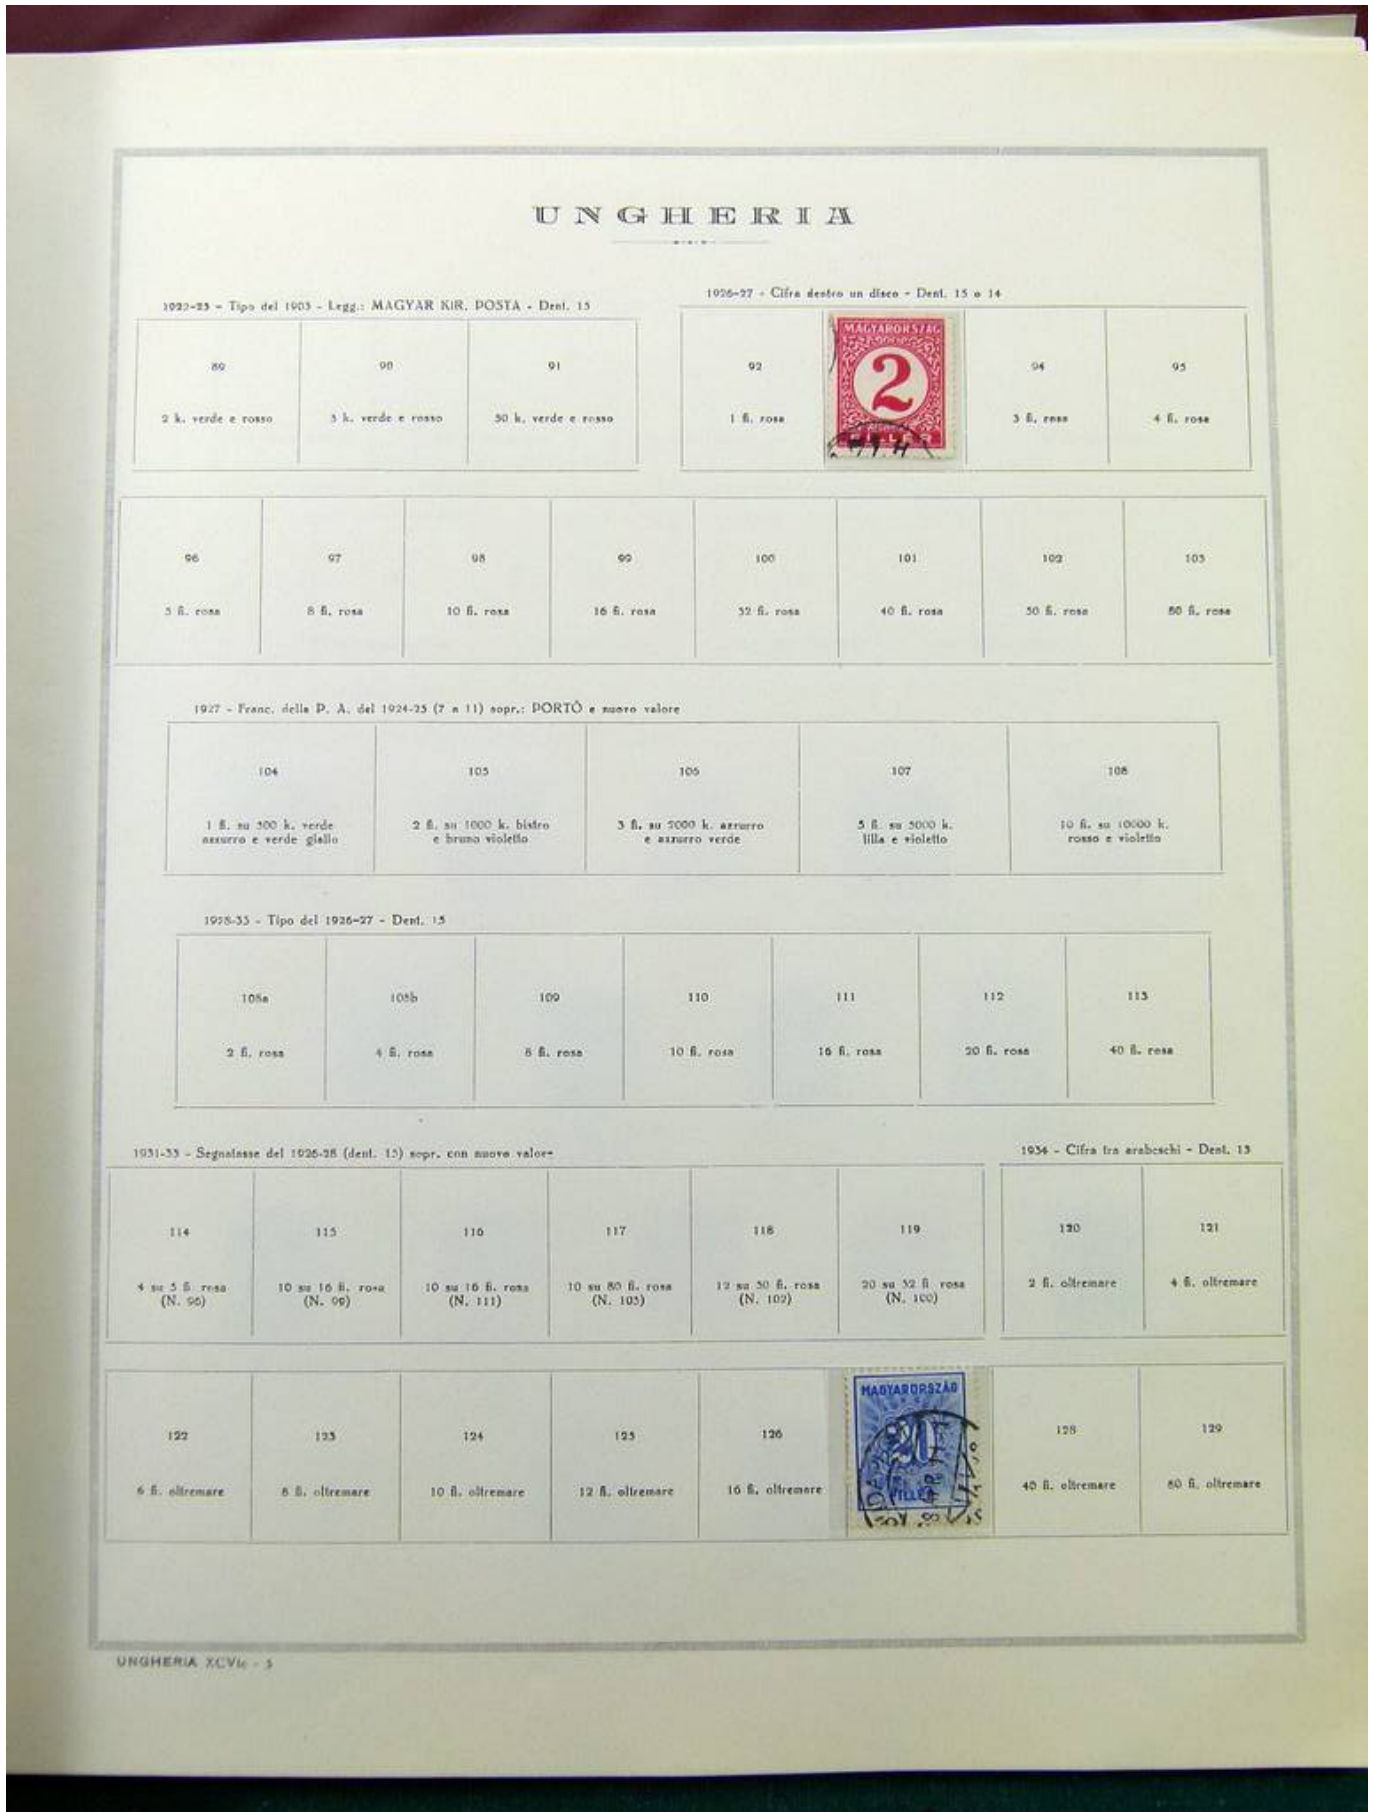 UNGHERIA
1922-23 - Tipo del 1903 - Legg.: MAGYAR KIR. POSTA - Dent. 15
1926-27 - Cifra dentro un disco - Dent. 15 o 14
89
90
91
2 k. verde e rosso
5 k. verde e rosso
50 k. verde e rosso
92
MAGYARORSZÁG
2
94
95
1 fi. rosa
3 fi. rosa
4 fi. rosa
96
97
98
99
100
101
102
103
5 fi. rosa
8 fi. rosa
10 fi. rosa
16 fi. rosa
32 fi. rosa
40 fi. rosa
50 fi. rosa
80 fi. rosa
1927 - Franc. della P. A. del 1924-25 (7 a 11) sopr.: PORTÓ e nuovo valore
104
105
106
107
108
1 fi. su 500 k. verde
azzurro e verde giallo
2 fi. su 1000 k. bistro
e bruno violetto
3 fi. su 2000 k. azzurro
e azzurro verde
5 fi. su 5000 k.
lilla e violetto
10 fi. su 10000 k.
rosso e violetto
1928-33 - Tipo del 1926-27 - Dent. 15
108a
108b
109
110
111
112
113
2 fi. rosa
4 fi. rosa
8 fi. rosa
10 fi. rosa
16 fi. rosa
20 fi. rosa
40 fi. rosa
1931-33 - Segnatasse del 1926-28 (dent. 15) sopr. con nuovo valore
1934 - Cifra tra arabeschi - Dent. 15
114
115
116
117
118
119
120
121
4 su 5 fi. rosa
(N. 96)
10 su 16 fi. rosa
(N. 99)
10 su 16 fi. rosa
(N. 111)
10 su 80 fi. rosa
(N. 103)
12 su 50 fi. rosa
(N. 102)
20 su 32 fi. rosa
(N. 100)
2 fi. oltremare
4 fi. oltremare
122
123
124
125
126
MAGYARORSZÁG
20
FILLÉR
128
129
6 fi. oltremare
8 fi. oltremare
10 fi. oltremare
12 fi. oltremare
16 fi. oltremare
40 fi. oltremare
80 fi. oltremare
UNGHERIA XCVIc - 5